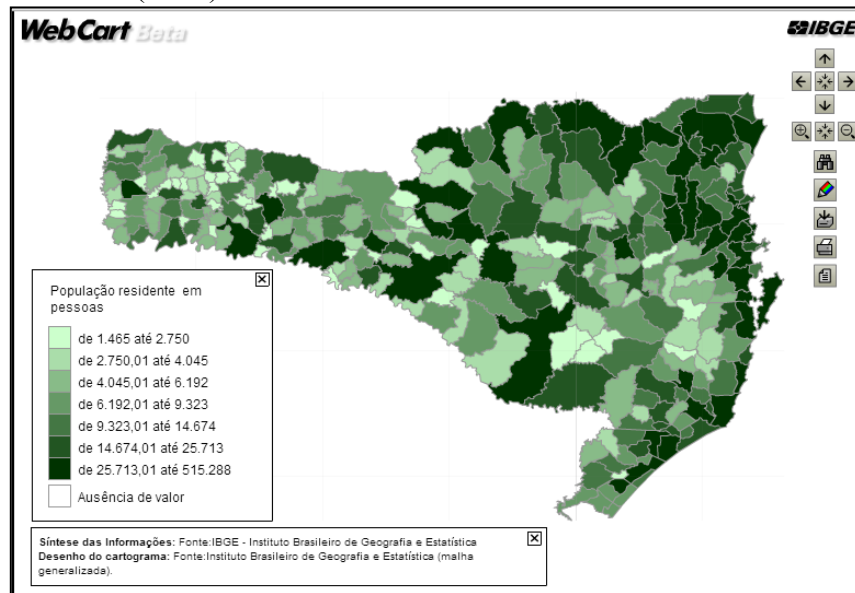 WebCart Beta
IBGE
População residente em
pessoas
de 1.465 até 2.750
de 2.750,01 até 4.045
de 4.045,01 até 6.192
de 6.192,01 até 9.323
de 9.323,01 até 14.674
de 14.674,01 até 25.713
de 25.713,01 até 515.288
Ausência de valor
Síntese das Informações: Fonte:IBGE - Instituto Brasileiro de Geografia e Estatística
Desenho do cartograma: Fonte:Instituto Brasileiro de Geografia e Estatística (malha
generalizada).